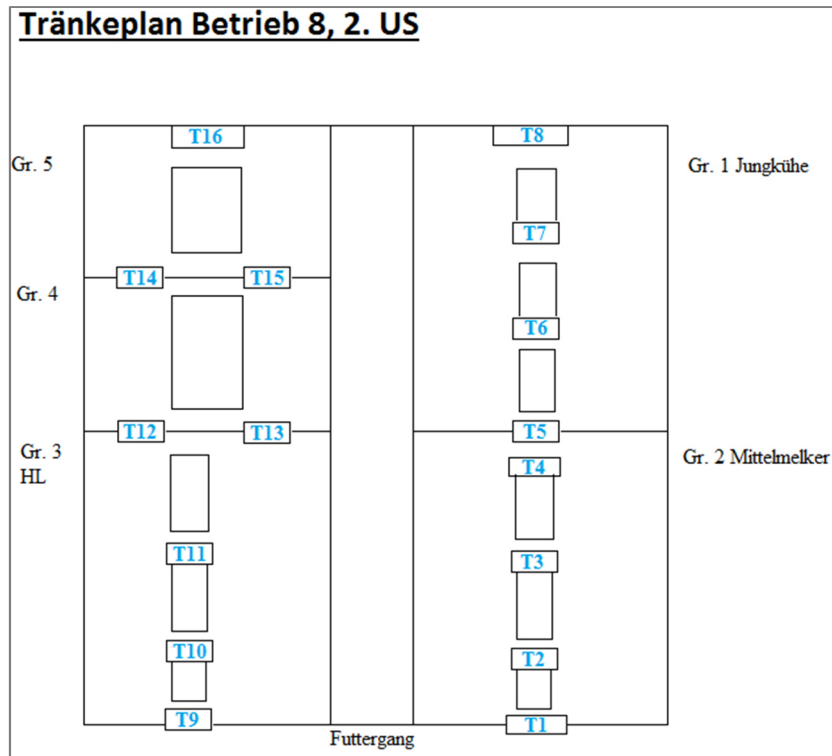 Tränkeplan Betrieb 8, 2. US
T16
T8
Gr. 5
Gr. 1 Jungkühe
T7
T14
T15
Gr. 4
T6
T12
T13
T5
Gr. 3
HL
Gr. 2 Mittelmelker
T4
T11
T3
T10
T2
T9
T1
Futtergang